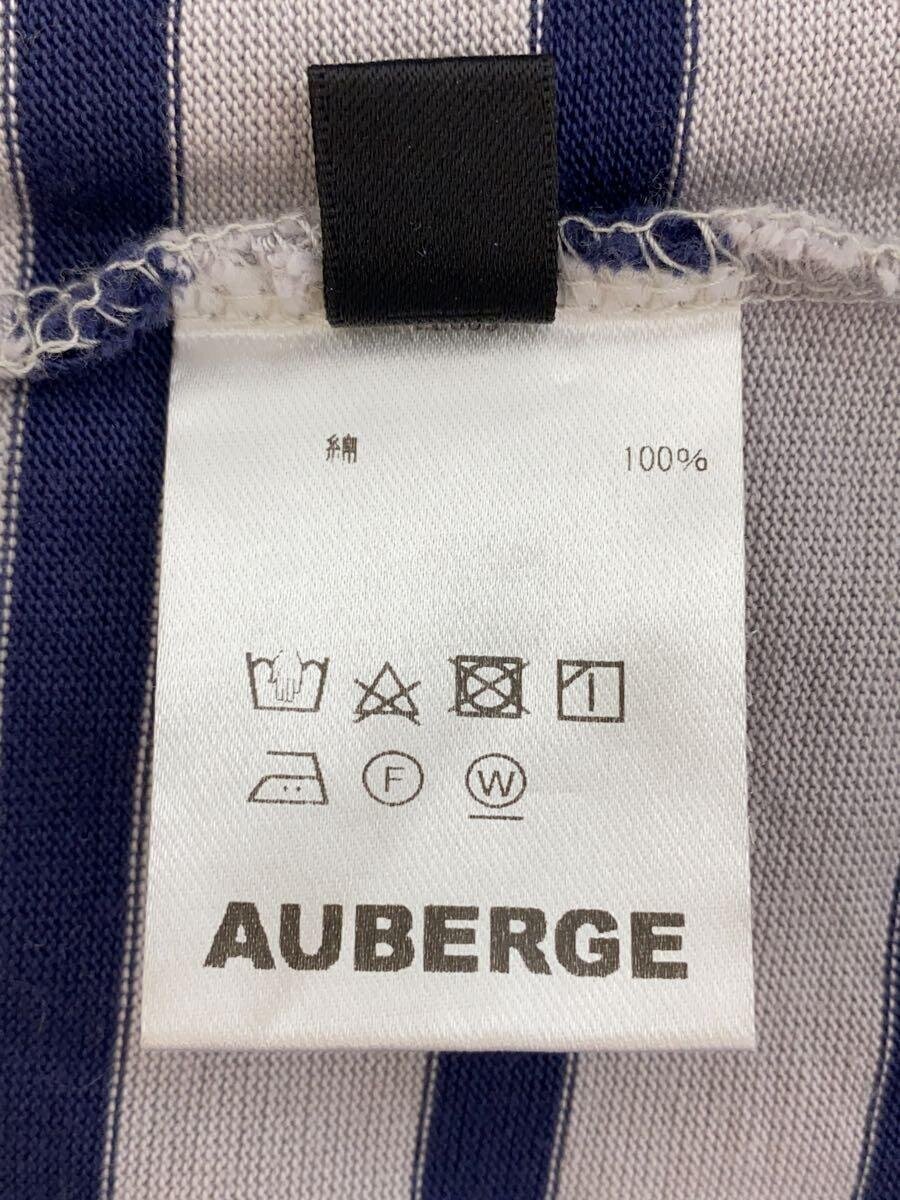 綿 100%
F W
AUBERGE